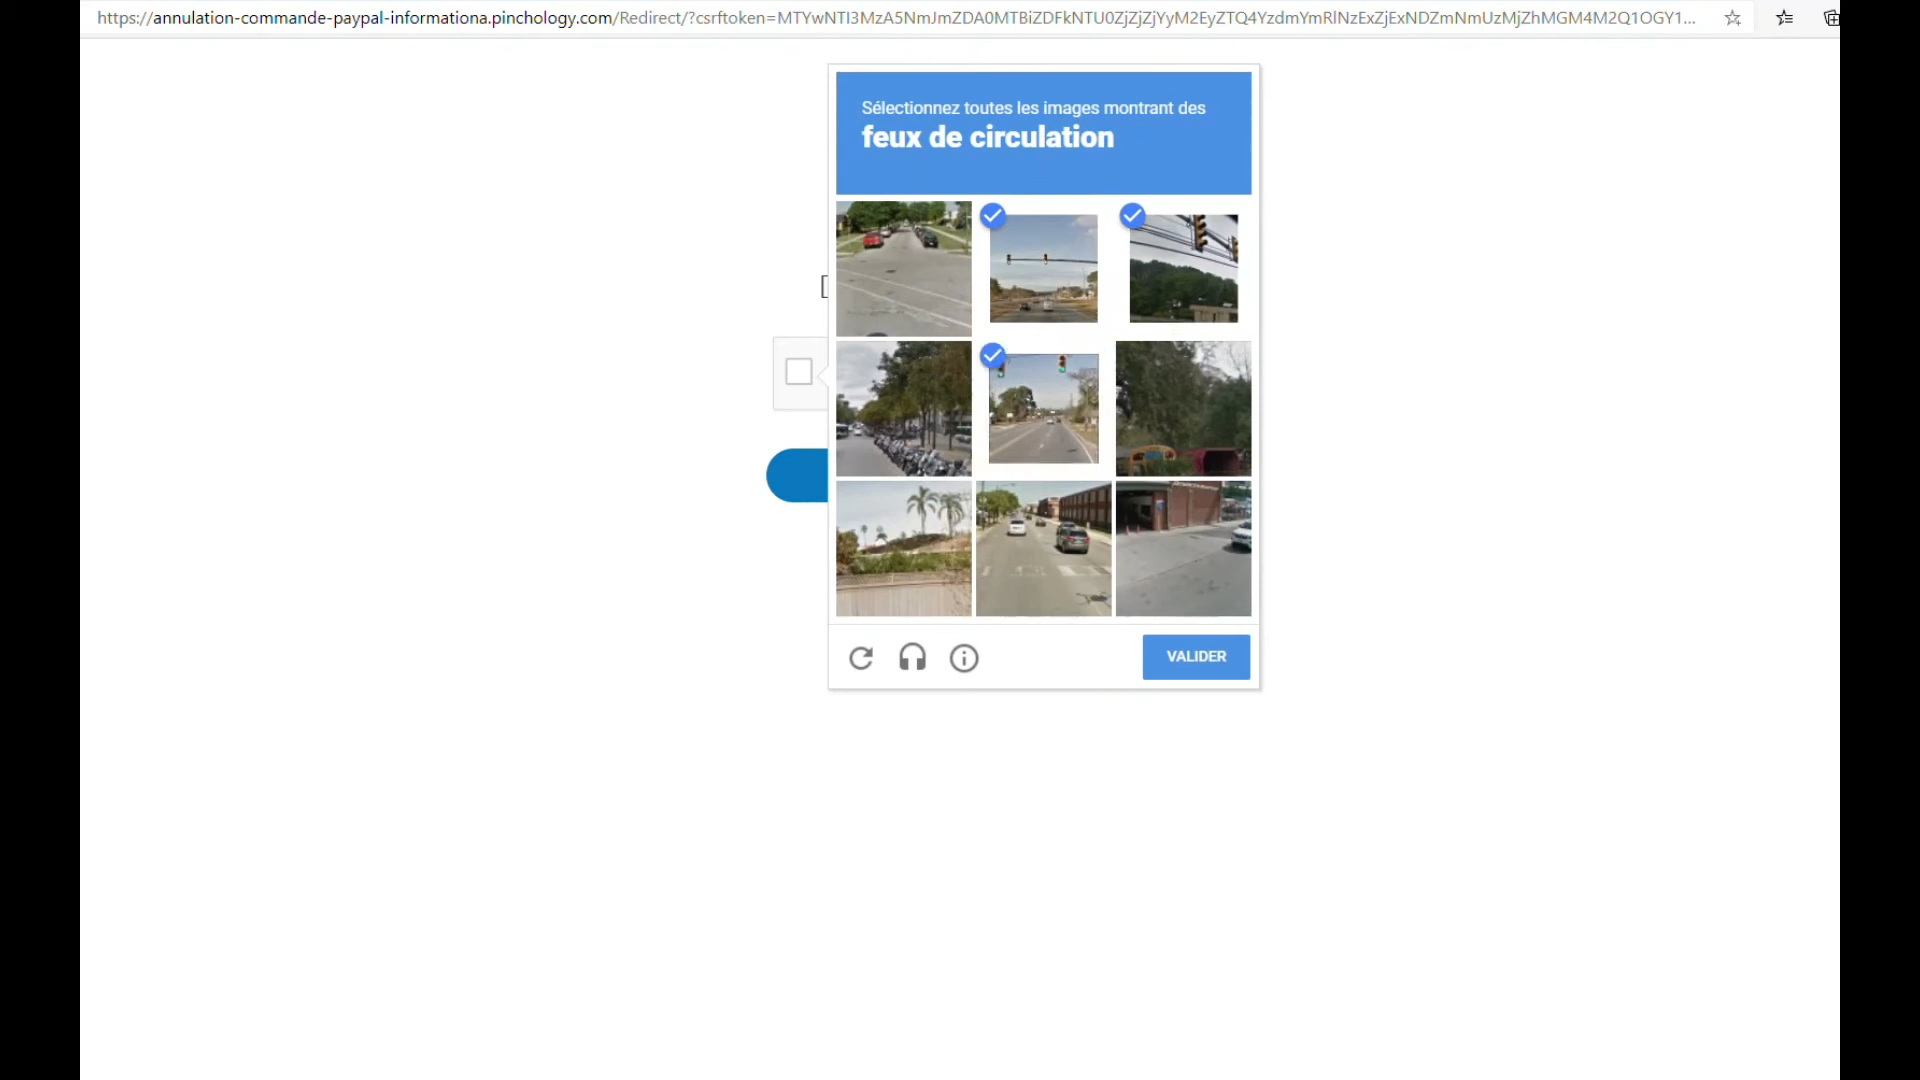 https://annulation-commande-paypal-informationa.pinchology.com/Redirect/?csrftoken=MTYwNTI3MzA5NmJmZDA0MTBiZDFkNTU0ZjZjZjYyM2EyZTQ4YzdmYmRlNzExZjExNDZmNmUzMjZhMGM4M2Q1OGY1...
Sélectionnez toutes les images montrant des
feux de circulation
VALIDER